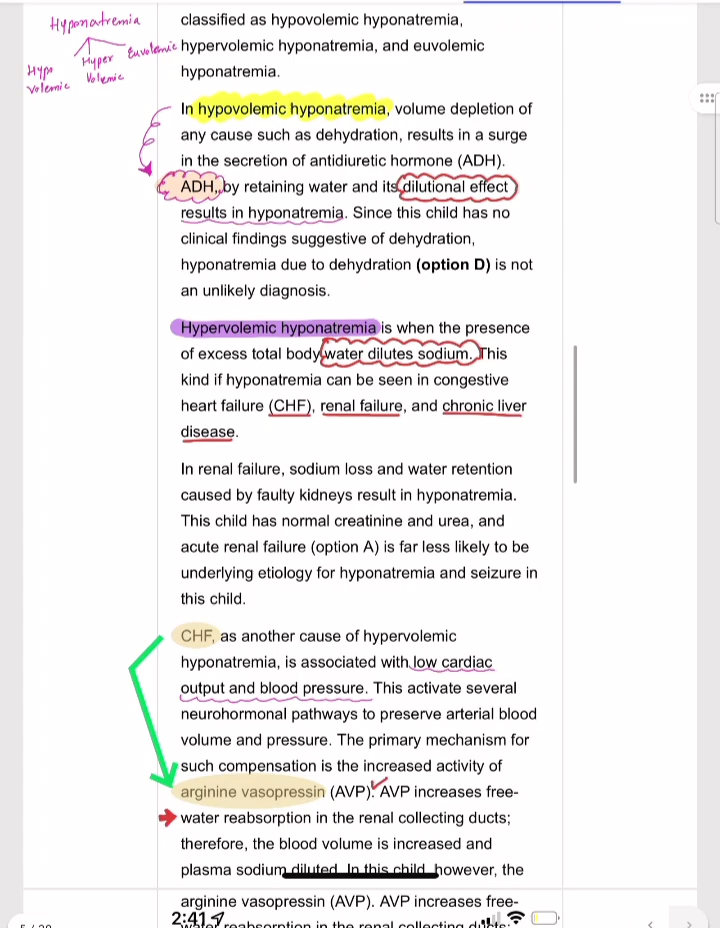 Hyponatremia
Hypo
volemic
Hyper
Volemic
Euvolemic
classified as hypovolemic hyponatremia,
hypervolemic hyponatremia, and euvolemic
hyponatremia.
In hypovolemic hyponatremia, volume depletion of
any cause such as dehydration, results in a surge
in the secretion of antidiuretic hormone (ADH).
ADH, by retaining water and its dilutional effect
results in hyponatremia. Since this child has no
clinical findings suggestive of dehydration,
hyponatremia due to dehydration (option D) is not
an unlikely diagnosis.
Hypervolemic hyponatremia is when the presence
of excess total body water dilutes sodium. This
kind if hyponatremia can be seen in congestive
heart failure (CHF), renal failure, and chronic liver
disease.
In renal failure, sodium loss and water retention
caused by faulty kidneys result in hyponatremia.
This child has normal creatinine and urea, and
acute renal failure (option A) is far less likely to be
underlying etiology for hyponatremia and seizure in
this child.
CHF, as another cause of hypervolemic
hyponatremia, is associated with low cardiac
output and blood pressure. This activate several
neurohormonal pathways to preserve arterial blood
volume and pressure. The primary mechanism for
such compensation is the increased activity of
arginine vasopressin (AVP). AVP increases free-
water reabsorption in the renal collecting ducts;
therefore, the blood volume is increased and
plasma sodium diluted. In this child, however, the
arginine vasopressin (AVP). AVP increases free-
2:41
water reabsorption in the renal collecting ducts;